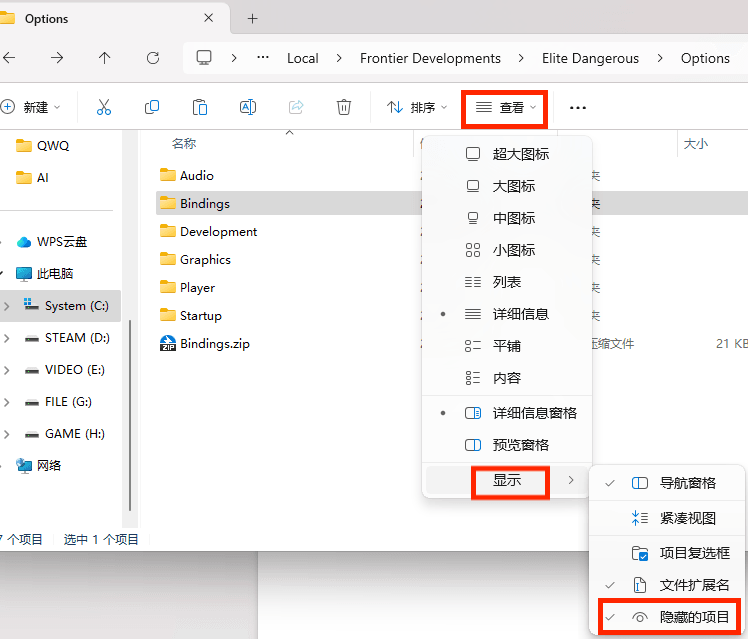 Options
Local > Frontier Developments > Elite Dangerous > Options
新建 排序 查看
名称 大小
QWQ
AI
WPS云盘
此电脑
System (C:)
STEAM (D:)
VIDEO (E:)
FILE (G:)
GAME (H:)
网络
Audio
Bindings
Development
Graphics
Player
Startup
Bindings.zip
压缩文件 21 KB
超大图标
大图标
中图标
小图标
列表
详细信息
平铺
内容
详细信息窗格
预览窗格
显示
导航窗格
紧凑视图
项目复选框
文件扩展名
隐藏的项目
7 个项目 选中 1 个项目